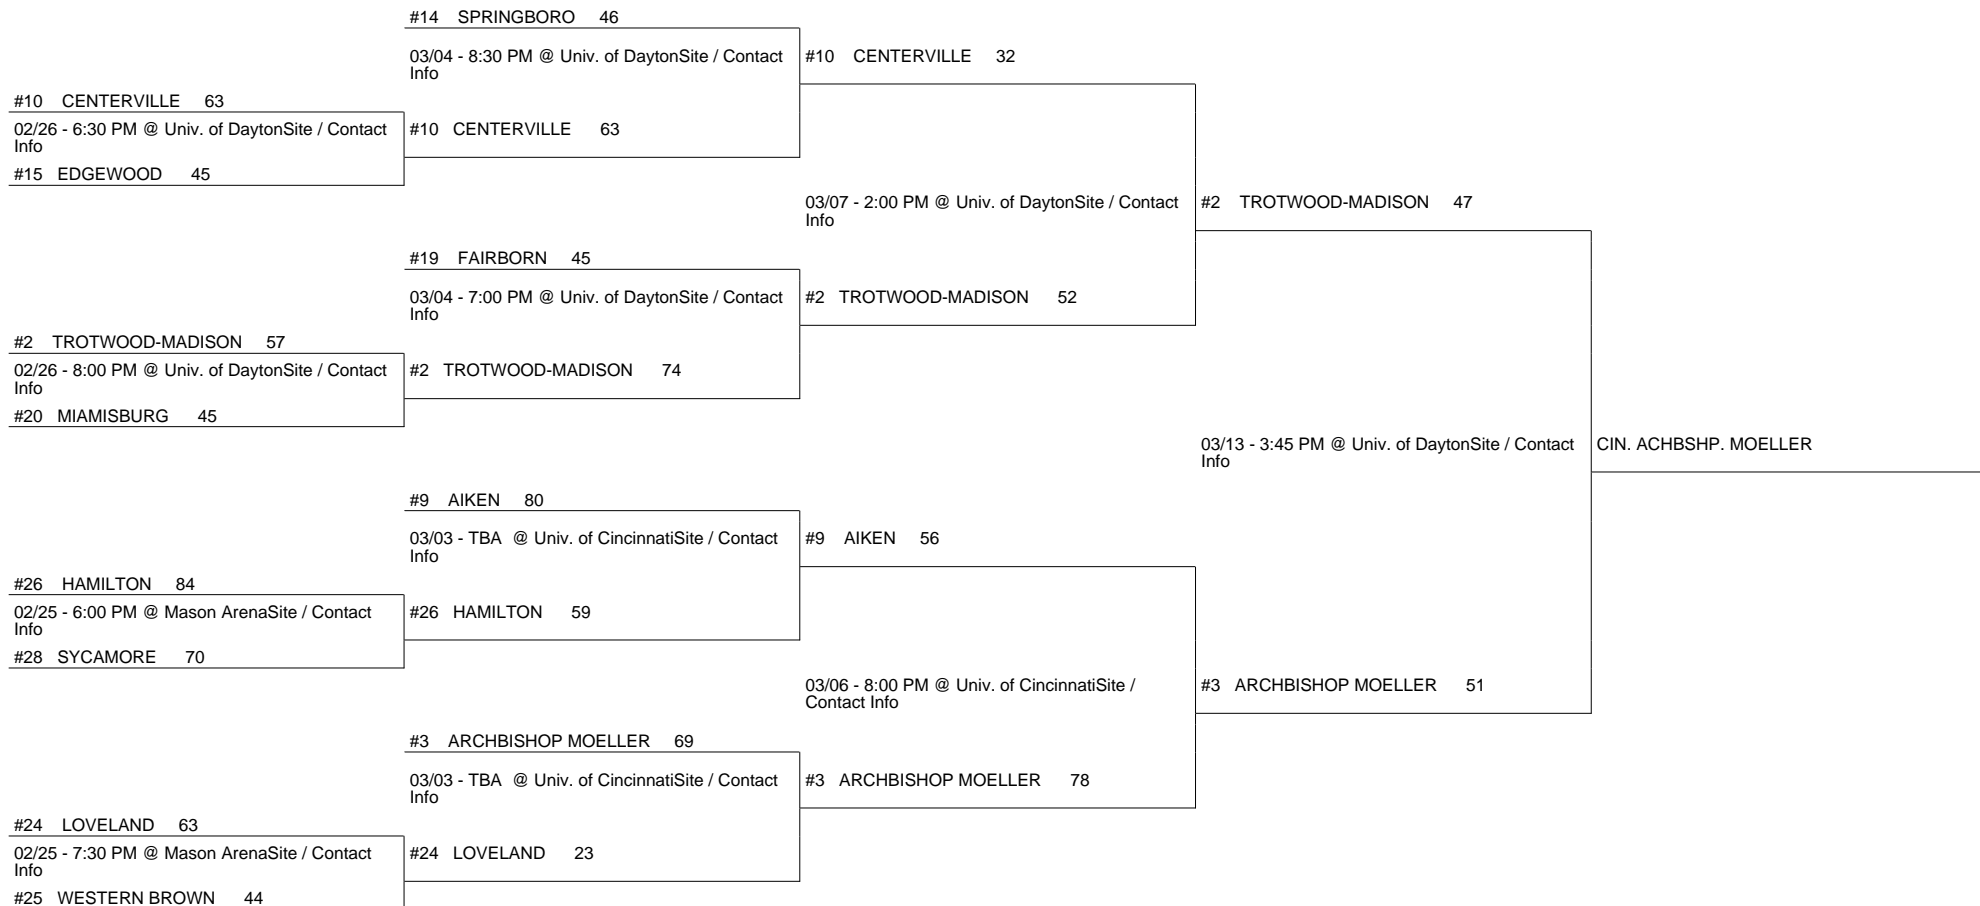 #14 SPRINGBORO 46
03/04 - 8:30 PM @ Univ. of DaytonSite / Contact
Info
#10 CENTERVILLE 32
#10 CENTERVILLE 63
02/26 - 6:30 PM @ Univ. of DaytonSite / Contact
Info
#10 CENTERVILLE 63
#15 EDGEWOOD 45
03/07 - 2:00 PM @ Univ. of DaytonSite / Contact
Info
#2 TROTWOOD-MADISON 47
#19 FAIRBORN 45
03/04 - 7:00 PM @ Univ. of DaytonSite / Contact
Info
#2 TROTWOOD-MADISON 52
#2 TROTWOOD-MADISON 57
02/26 - 8:00 PM @ Univ. of DaytonSite / Contact
Info
#2 TROTWOOD-MADISON 74
#20 MIAMISBURG 45
03/13 - 3:45 PM @ Univ. of DaytonSite / Contact
Info
CIN. ACHBSHP. MOELLER
#9 AIKEN 80
03/03 - TBA @ Univ. of CincinnatiSite / Contact
Info
#9 AIKEN 56
#26 HAMILTON 84
02/25 - 6:00 PM @ Mason ArenaSite / Contact
Info
#26 HAMILTON 59
#28 SYCAMORE 70
03/06 - 8:00 PM @ Univ. of CincinnatiSite /
Contact Info
#3 ARCHBISHOP MOELLER 51
#3 ARCHBISHOP MOELLER 69
03/03 - TBA @ Univ. of CincinnatiSite / Contact
Info
#3 ARCHBISHOP MOELLER 78
#24 LOVELAND 63
02/25 - 7:30 PM @ Mason ArenaSite / Contact
Info
#24 LOVELAND 23
#25 WESTERN BROWN 44